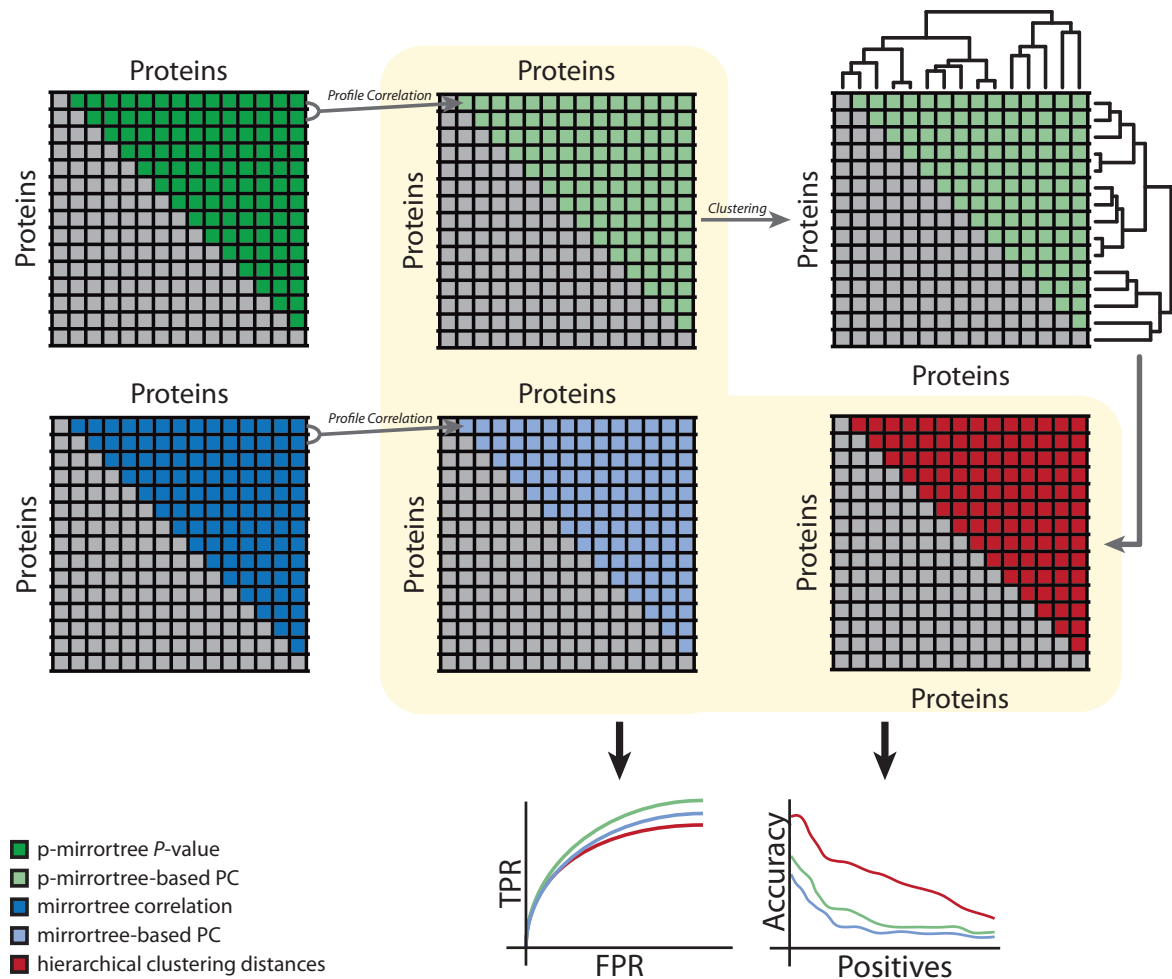 Proteins
Proteins
Proteins
Profile Correlation
Proteins
Proteins
Clustering
Proteins
Proteins
Proteins
Proteins
Profile Correlation
Proteins
Proteins
Proteins
Proteins
TPR
FPR
Accuracy
Positives
p-mirrortree P-value
p-mirrortree-based PC
mirrortree correlation
mirrortree-based PC
hierarchical clustering distances